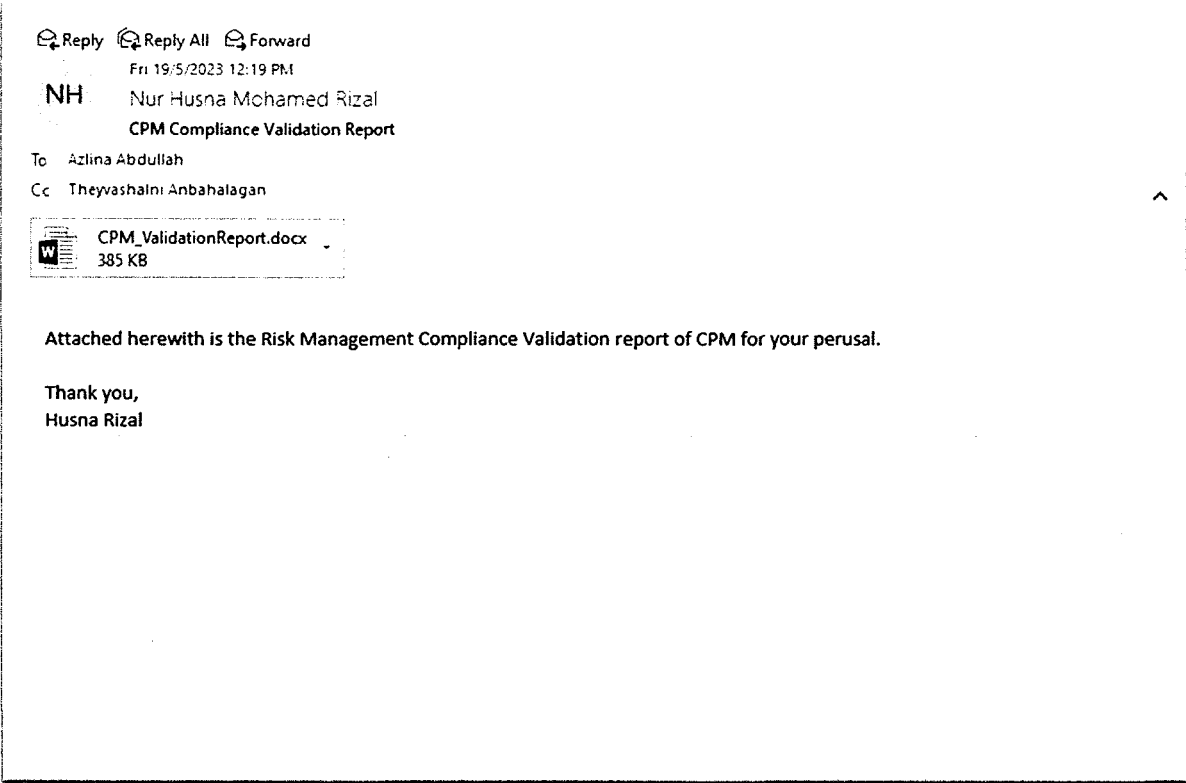 Reply Reply All Forward
Fri 19/5/2023 12:19 PM
NH
Nur Husna Mohamed Rizal
CPM Compliance Validation Report
To Azlina Abdullah
Cc Theyvashalni Anbahalagan
CPM_ValidationReport.docx
W
385 KB
Attached herewith is the Risk Management Compliance Validation report of CPM for your perusal.
Thank you,
Husna Rizal